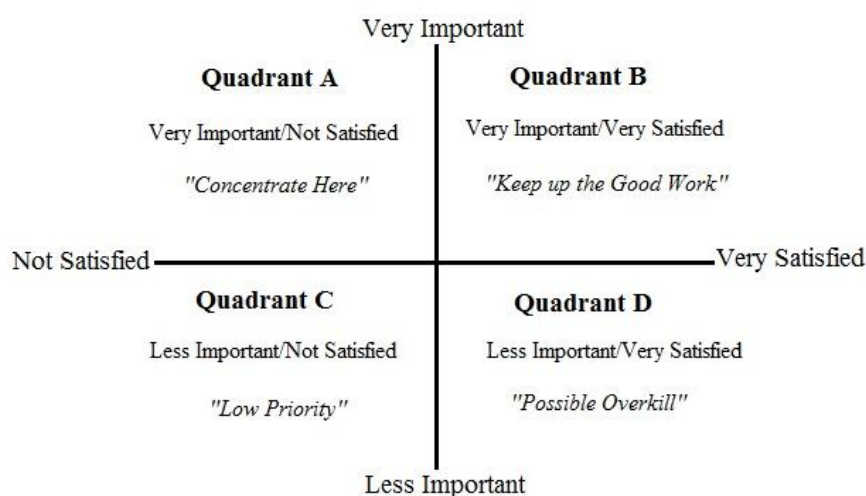 Very Important
Quadrant A
Very Important/Not Satisfied
"Concentrate Here"
Quadrant B
Very Important/Very Satisfied
"Keep up the Good Work"
Not Satisfied
Very Satisfied
Quadrant C
Less Important/Not Satisfied
"Low Priority"
Quadrant D
Less Important/Very Satisfied
"Possible Overkill"
Less Important